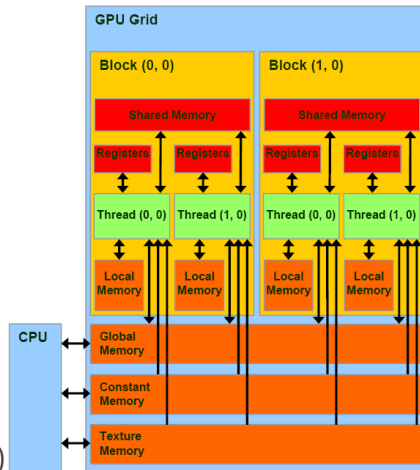 GPU Grid
Block (0, 0)
Block (1, 0)
Shared Memory
Shared Memory
Registers
Registers
Registers
Registers
Thread (0, 0)
Thread (1, 0)
Thread (0, 0)
Thread (1, 0)
Local
Memory
Local
Memory
Local
Memory
Local
Memory
CPU
Global
Memory
Constant
Memory
Texture
Memory
)